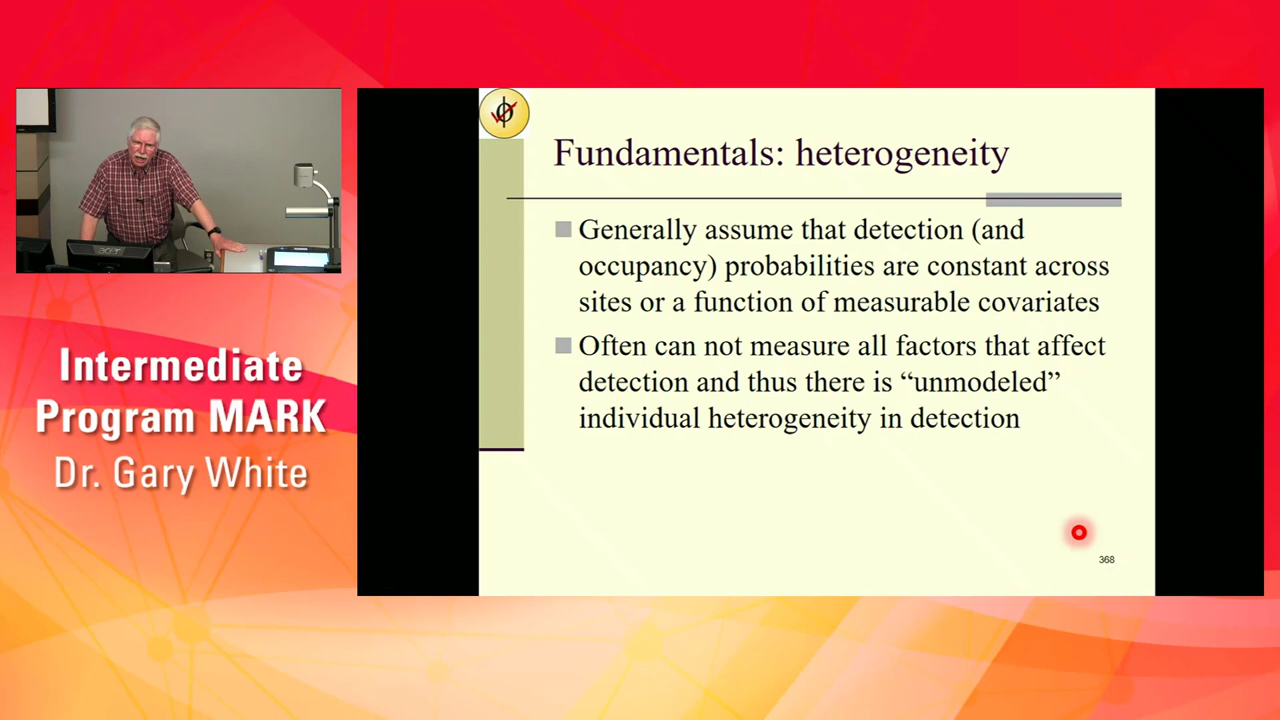 Fundamentals: heterogeneity
Generally assume that detection (and
occupancy) probabilities are constant across
sites or a function of measurable covariates
Often can not measure all factors that affect
detection and thus there is “unmodeled”
individual heterogeneity in detection
368
Intermediate
Program MARK
Dr. Gary White